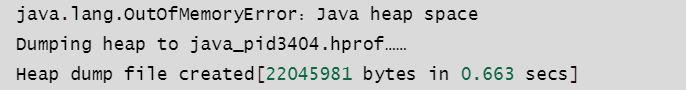 java.lang.OutOfMemoryError：Java heap space
Dumping heap to java_pid3404.hprof……
Heap dump file created[22045981 bytes in 0.663 secs]